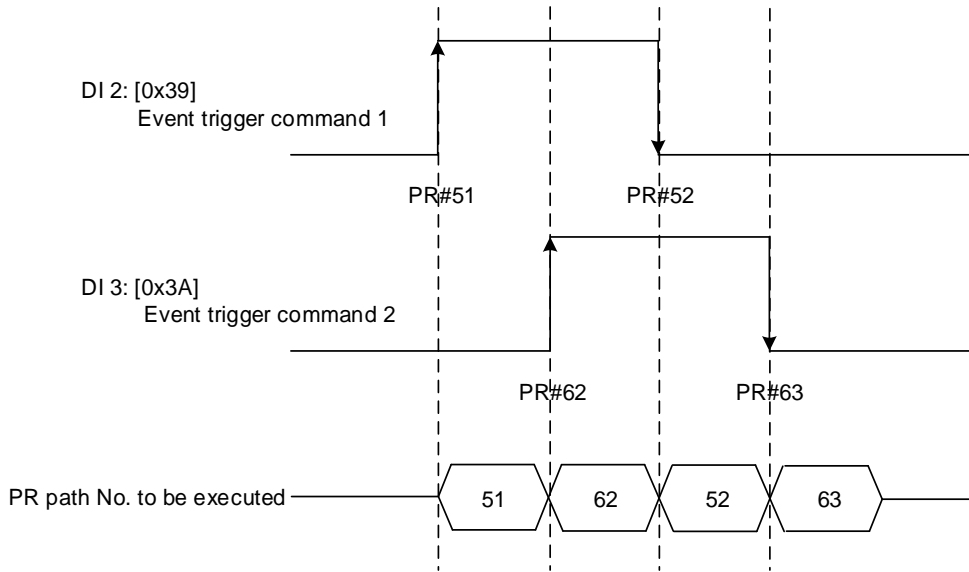 DI 2: [0x39]
Event trigger command 1
PR#51
PR#52
DI 3: [0x3A]
Event trigger command 2
PR#62
PR#63
PR path No. to be executed
51
62
52
63